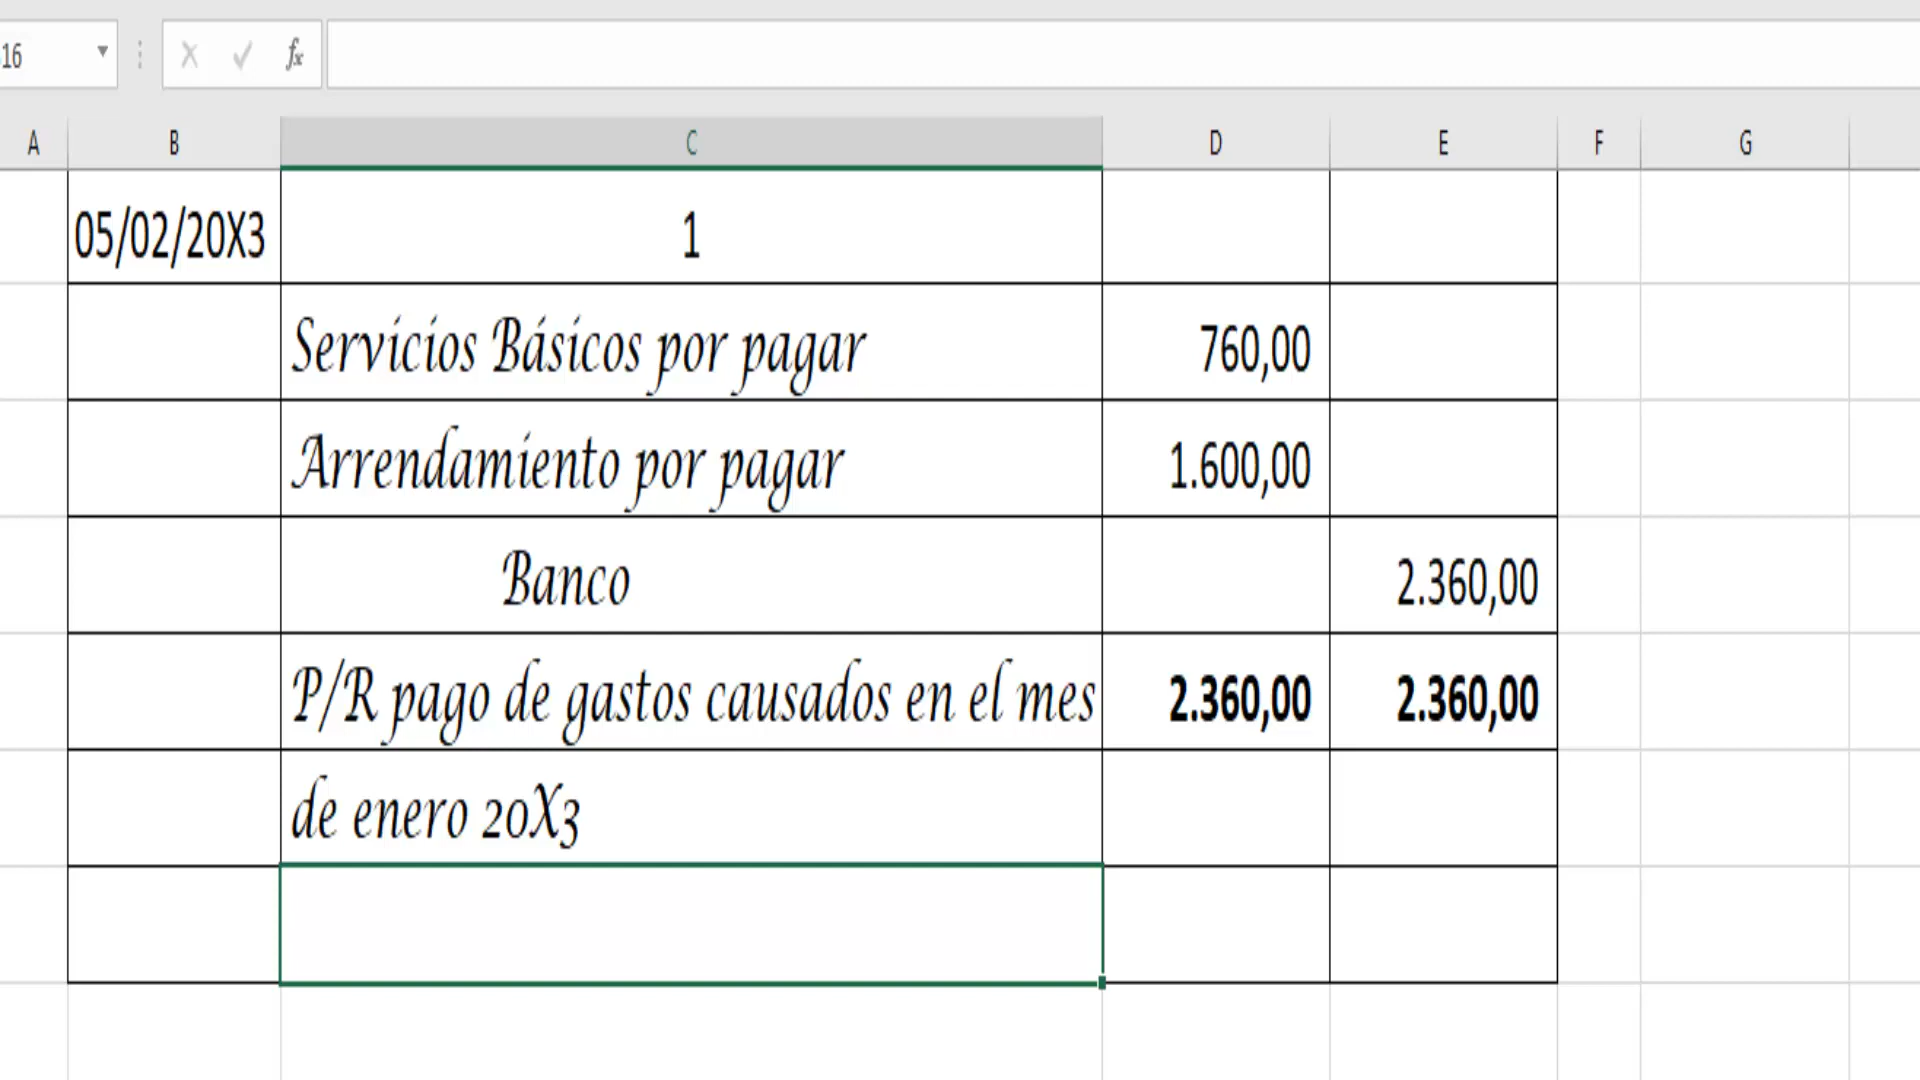 16 fx
A B C D E F G
05/02/20X3 1
Servicios Básicos por pagar 760,00
Arrendamiento por pagar 1.600,00
Banco 2.360,00
P/R pago de gastos causados en el mes 2.360,00 2.360,00
de enero 20X3